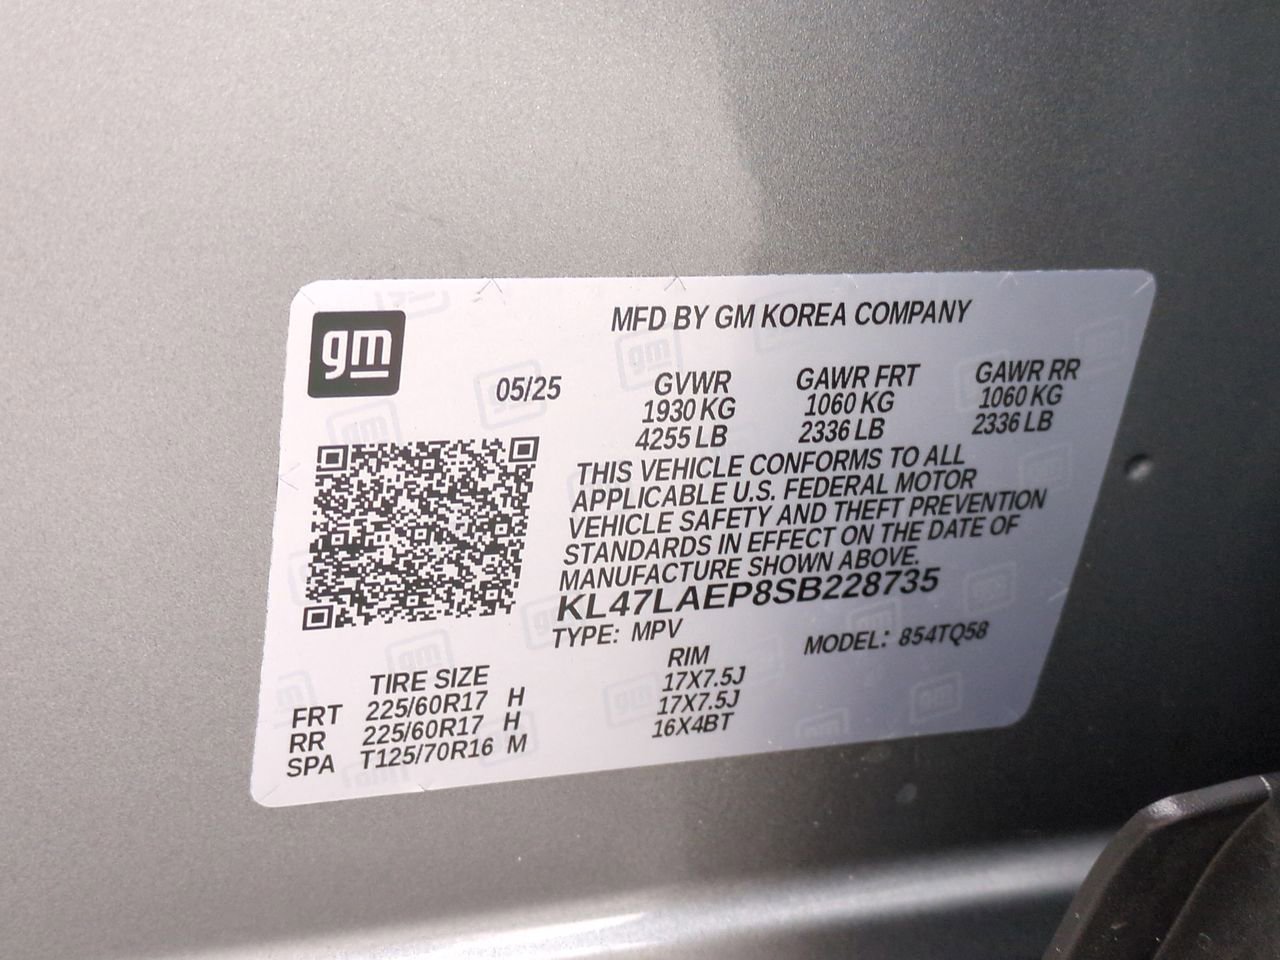 gm
MFD BY GM KOREA COMPANY
05/25 GVWR GAWR FRT GAWR RR
1930 KG 1060 KG 1060 KG
4255 LB 2336 LB 2336 LB
THIS VEHICLE CONFORMS TO ALL
APPLICABLE U.S. FEDERAL MOTOR
VEHICLE SAFETY AND THEFT PREVENTION
STANDARDS IN EFFECT ON THE DATE OF
MANUFACTURE SHOWN ABOVE.
KL47LAEP8SB228735
TYPE: MPV MODEL: 854TQ58
TIRE SIZE RIM
FRT 225/60R17 H 17X7.5J
RR 225/60R17 H 17X7.5J
SPA T125/70R16 M 16X4BT